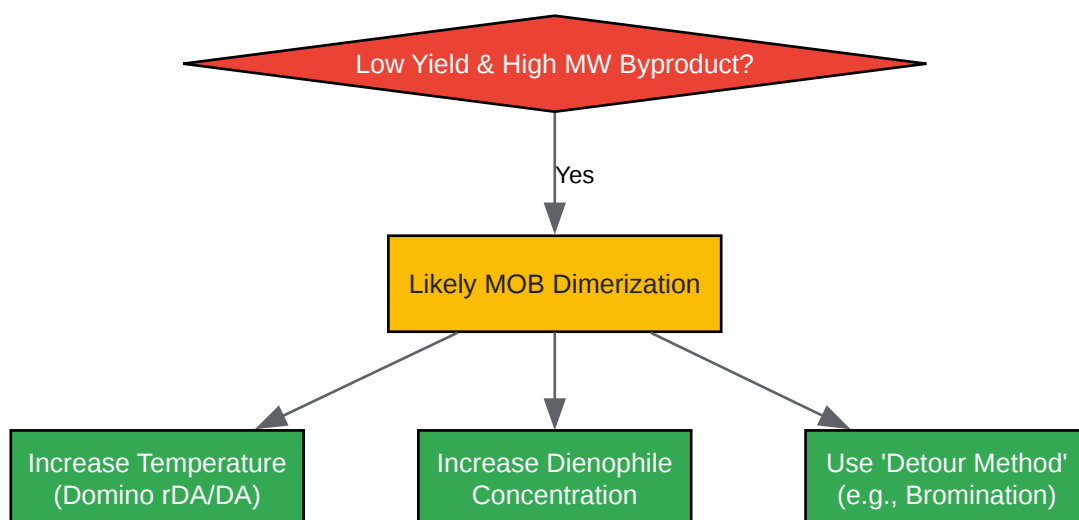 Low Yield & High MW Byproduct?
Yes
Likely MOB Dimerization
Increase Temperature
(Domino rDA/DA)
Increase Dienophile
Concentration
Use 'Detour Method'
(e.g., Bromination)